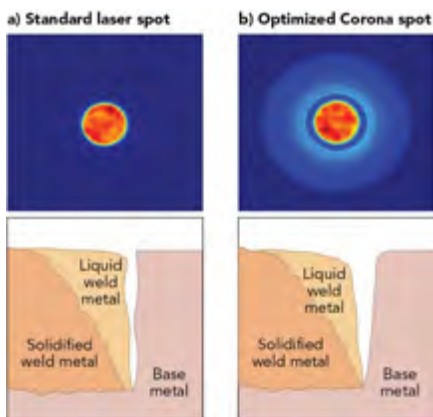 a) Standard laser spot
b) Optimized Corona spot
Liquid
weld
metal
Solidified
weld metal
Base
metal
Liquid
weld
metal
Solidified
weld metal
Base
metal